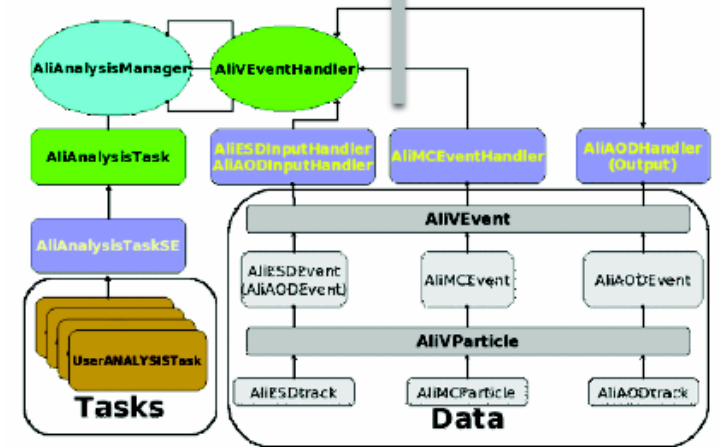 AliAnalysisManager
AliVEventHandler
AliAnalysisTask
AliESDInputHandler
AliAODInputHandler
AliMCEventHandler
AliAODHandler
(Output)
AliVEvent
AliAnalysisTaskSE
AliESDEvent
(AliAODEvent)
AliMCEvent
AliAODEvent
AliVParticle
UserANALYSISTask
AliESDtrack
AliMCParticle
AliAODtrack
Tasks
Data